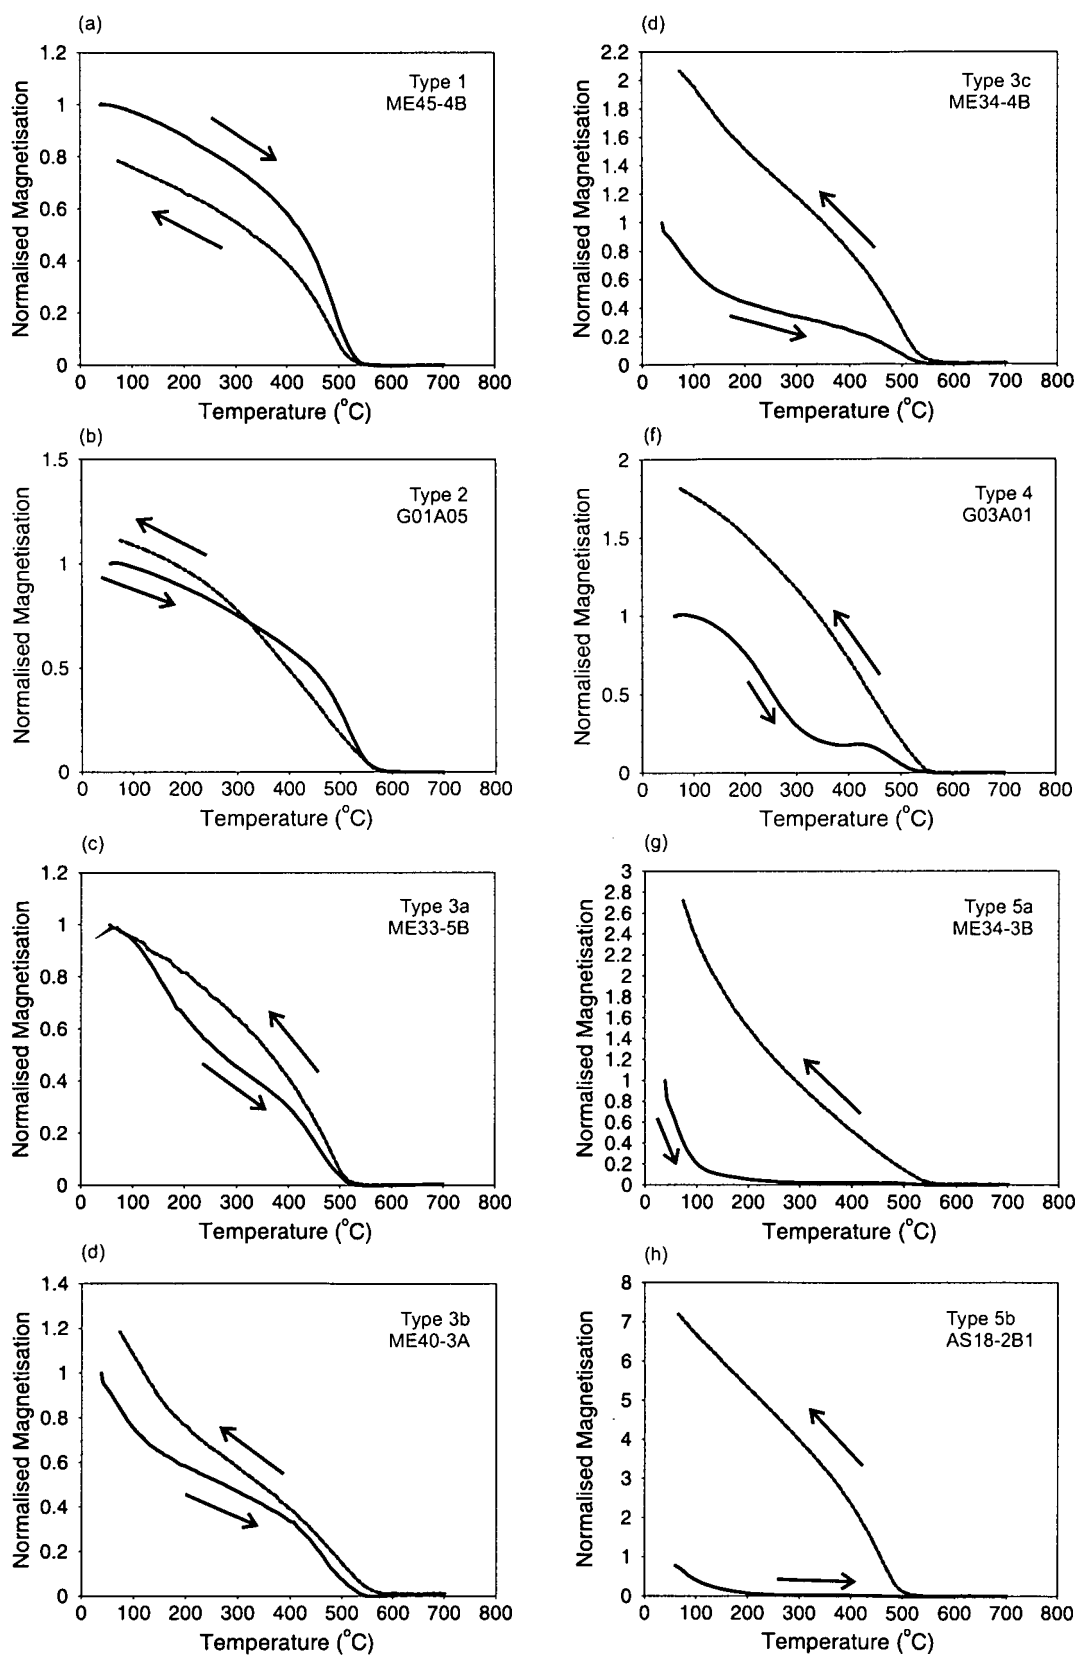 (a)
1.2
1
0.8
0.6
0.4
0.2
0
Normalised Magnetisation
Type 1
ME45-4B
0 100 200 300 400 500 600 700 800
Temperature (°C)
(b)
1.5
1
0.5
0
Normalised Magnetisation
Type 2
G01A05
100 200 300 400 500 600 700 800
Temperature (°C)
(c)
1.2
1
0.8
0.6
0.4
0.2
0
Normalised Magnetisation
Type 3a
ME33-5B
0 100 200 300 400 500 600 700 800
Temperature (°C)
(d)
1.4
1.2
1
0.8
0.6
0.4
0.2
0
Normalised Magnetisation
Type 3b
ME40-3A
0 100 200 300 400 500 600 700 800
Temperature (°C)
(d)
2.2
2
1.8
1.6
1.4
1.2
1
0.8
0.6
0.4
0.2
0
Normalised Magnetisation
Type 3c
ME34-4B
0 100 200 300 400 500 600 700 800
Temperature (°C)
(f)
2
1.5
1
0.5
0
Normalised Magnetisation
Type 4
G03A01
0 100 200 300 400 500 600 700 800
Temperature (°C)
(g)
3
2.8
2.6
2.4
2.2
2
1.8
1.6
1.4
1.2
1
0.8
0.6
0.4
0.2
0
Normalised Magnetisation
Type 5a
ME34-3B
0 100 200 300 400 500 600 700 800
Temperature (°C)
(h)
8
7
6
5
4
3
2
1
0
Normalised Magnetisation
Type 5b
AS18-2B1
0 100 200 300 400 500 600 700 800
Temperature (°C)